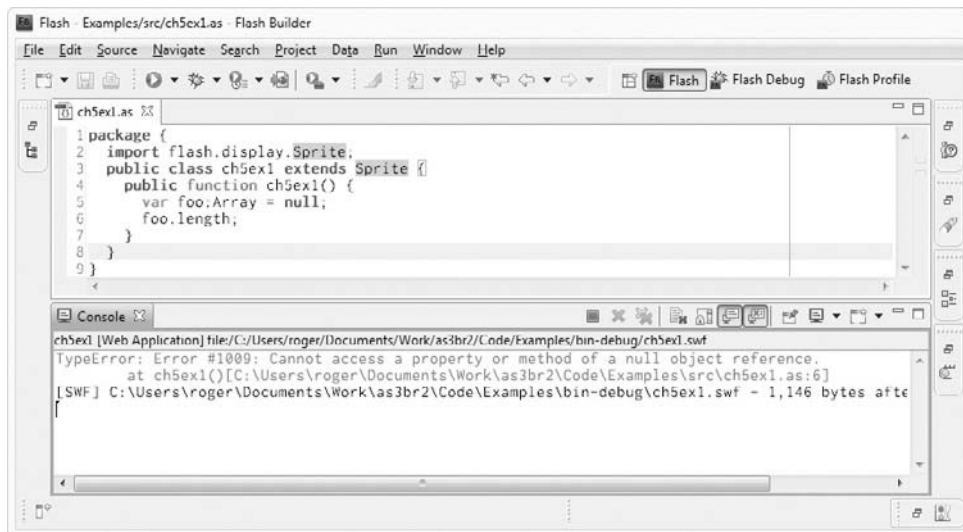 Flash - Examples/src/ch5ex1.as - Flash Builder
File Edit Source Navigate Search Project Data Run Window Help
Flash Flash Debug Flash Profile
ch5ex1.as
1 package {
2 import flash.display.Sprite;
3 public class ch5ex1 extends Sprite {
4 public function ch5ex1() {
5 var foo:Array = null;
6 foo.length;
7 }
8 }
9 }
Console
ch5ex1 [Web Application] file:/C:/Users/roger/Documents/Work/as3br2/Code/Examples/bin-debug/ch5ex1.swf
TypeError: Error #1009: Cannot access a property or method of a null object reference.
at ch5ex1()[C:\Users\roger\Documents\Work\as3br2\Code\Examples\src\ch5ex1.as:6]
[SWF] C:\Users\roger\Documents\Work\as3br2\Code\Examples\bin-debug\ch5ex1.swf - 1,146 bytes afte